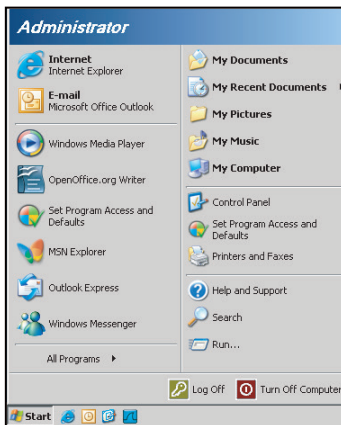 Administrator
Internet
Internet Explorer
E-mail
Microsoft Office Outlook
Windows Media Player
OpenOffice.org Writer
Set Program Access and
Defaults
MSN Explorer
Outlook Express
Windows Messenger
All Programs
My Documents
My Recent Documents
My Pictures
My Music
My Computer
Control Panel
Set Program Access and
Defaults
Printers and Faxes
Help and Support
Search
Run...
Log Off
Turn Off Computer
Start